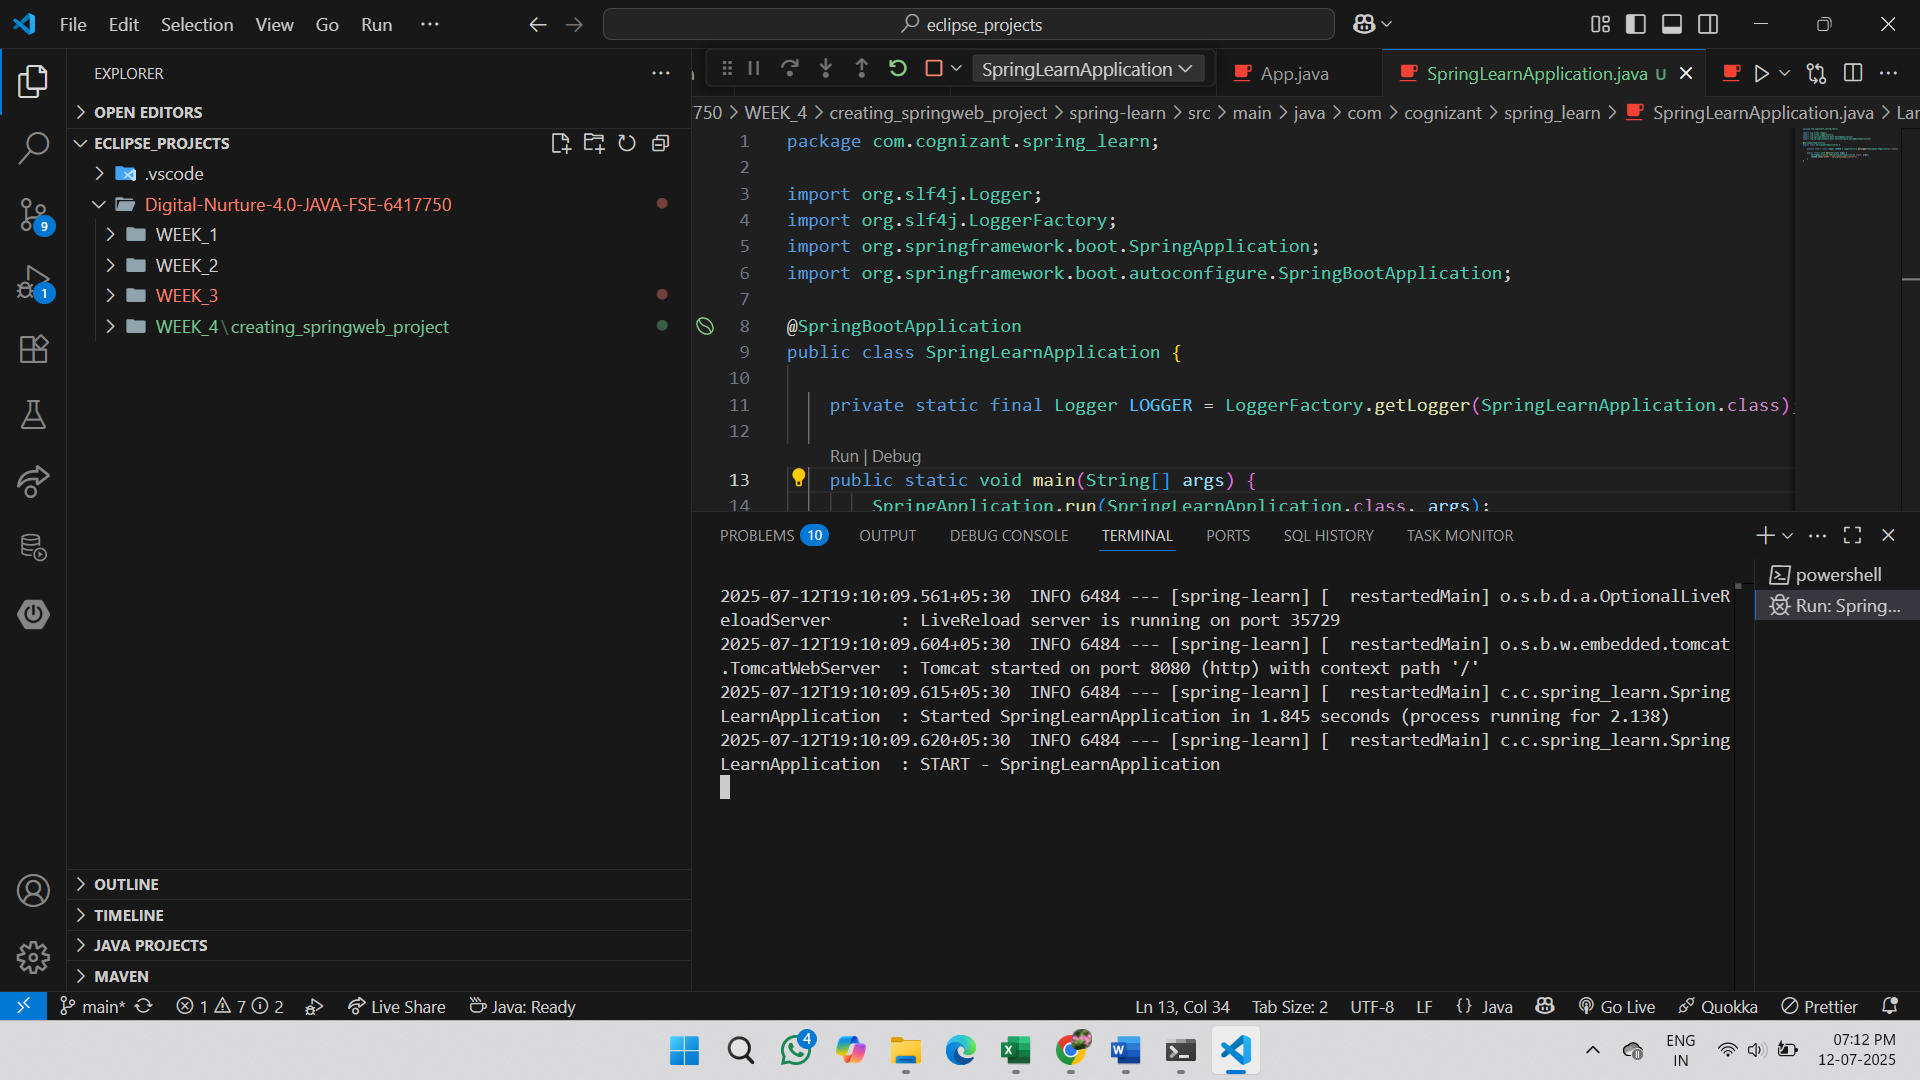 File Edit Selection View Go Run ···
eclipse_projects
EXPLORER
OPEN EDITORS
ECLIPSE_PROJECTS
.vscode
Digital-Nurture-4.0-JAVA-FSE-6417750
WEEK_1
WEEK_2
WEEK_3
WEEK_4\creating_springweb_project
9
1
OUTLINE
TIMELINE
JAVA PROJECTS
MAVEN
SpringLearnApplication
App.java
SpringLearnApplication.java U
750 > WEEK_4 > creating_springweb_project > spring-learn > src > main > java > com > cognizant > spring_learn > SpringLearnApplication.java > Lar
1 package com.cognizant.spring_learn;
2
3 import org.slf4j.Logger;
4 import org.slf4j.LoggerFactory;
5 import org.springframework.boot.SpringApplication;
6 import org.springframework.boot.autoconfigure.SpringBootApplication;
7
8 @SpringBootApplication
9 public class SpringLearnApplication {
10
11 private static final Logger LOGGER = LoggerFactory.getLogger(SpringLearnApplication.class);
12
Run | Debug
13 public static void main(String[] args) {
14 SpringApplication.run(SpringLearnApplication.class, args);
PROBLEMS 10 OUTPUT DEBUG CONSOLE TERMINAL PORTS SQL HISTORY TASK MONITOR
powershell
Run: Spring...
2025-07-12T19:10:09.561+05:30  INFO 6484 --- [spring-learn] [  restartedMain] o.s.b.d.a.OptionalLiveR
eloadServer       : LiveReload server is running on port 35729
2025-07-12T19:10:09.604+05:30  INFO 6484 --- [spring-learn] [  restartedMain] o.s.b.w.embedded.tomcat
.TomcatWebServer  : Tomcat started on port 8080 (http) with context path '/'
2025-07-12T19:10:09.615+05:30  INFO 6484 --- [spring-learn] [  restartedMain] c.c.spring_learn.Spring
LearnApplication  : Started SpringLearnApplication in 1.845 seconds (process running for 2.138)
2025-07-12T19:10:09.620+05:30  INFO 6484 --- [spring-learn] [  restartedMain] c.c.spring_learn.Spring
LearnApplication  : START - SpringLearnApplication
main* 1 7 2 Live Share Java: Ready Ln 13, Col 34 Tab Size: 2 UTF-8 LF {} Java Go Live Quokka Prettier
4
ENG
IN
07:12 PM
12-07-2025